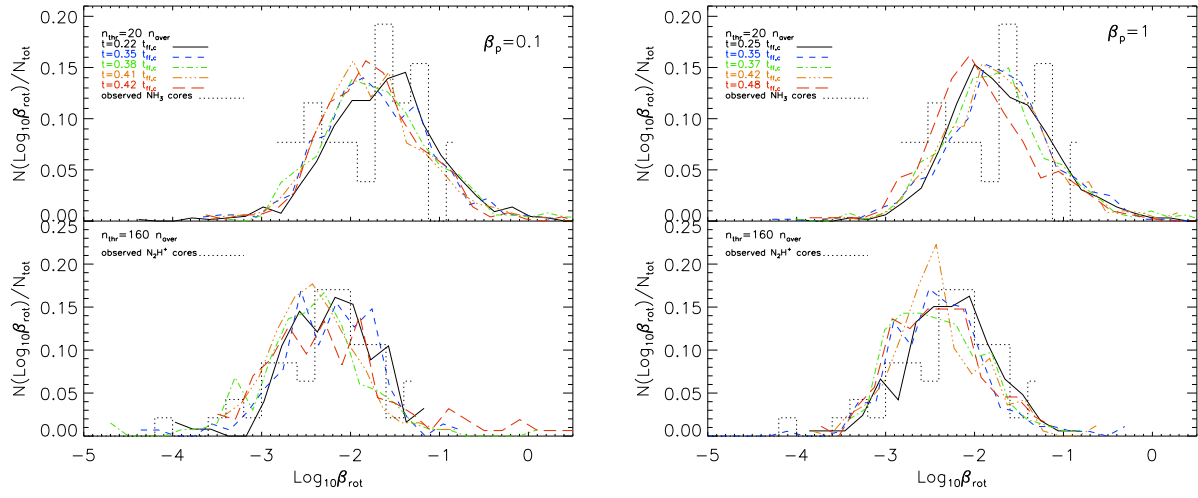 n_thr=20 n_aver
t=0.22 t_ff,c
t=0.35 t_ff,c
t=0.38 t_ff,c
t=0.41 t_ff,c
t=0.42 t_ff,c
observed NH₃ cores
β_p=0.1
N(Log₁₀β_rot)/N_tot
0.20
0.15
0.10
0.05
0.00
n_thr=160 n_aver
observed N₂H⁺ cores
N(Log₁₀β_rot)/N_tot
0.25
0.20
0.15
0.10
0.05
0.00
-5 -4 -3 -2 -1 0
Log₁₀β_rot
n_thr=20 n_aver
t=0.25 t_ff,c
t=0.35 t_ff,c
t=0.37 t_ff,c
t=0.42 t_ff,c
t=0.48 t_ff,c
observed NH₃ cores
β_p=1
N(Log₁₀β_rot)/N_tot
0.20
0.15
0.10
0.05
0.00
n_thr=160 n_aver
observed N₂H⁺ cores
N(Log₁₀β_rot)/N_tot
0.25
0.20
0.15
0.10
0.05
0.00
-5 -4 -3 -2 -1 0
Log₁₀β_rot